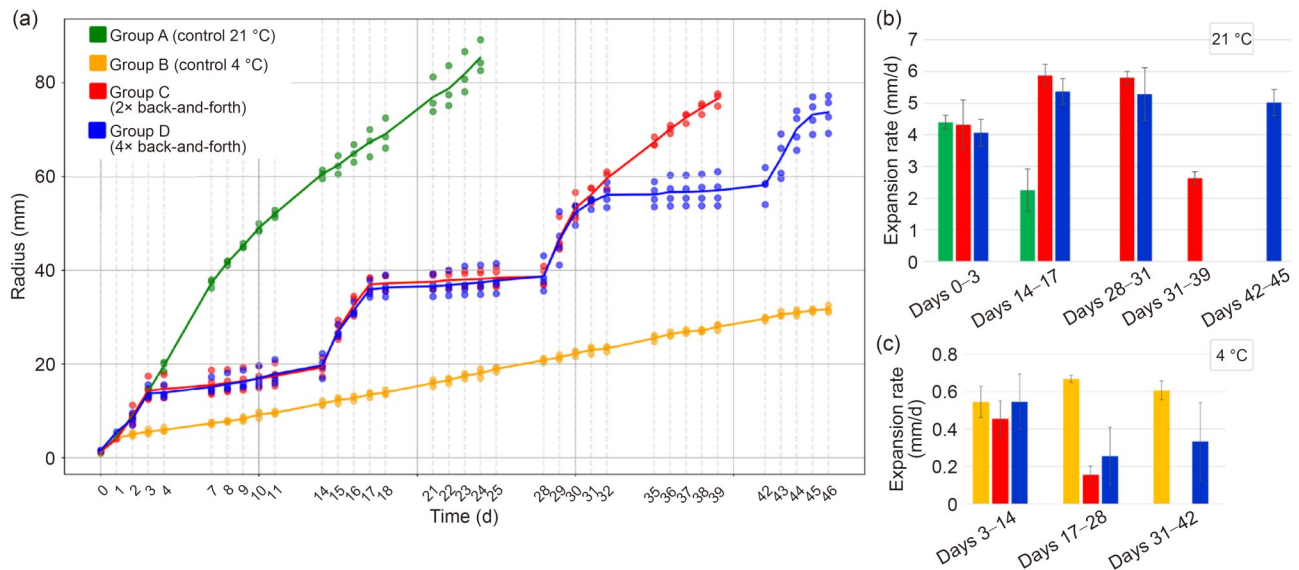 (a)
Group A (control 21 °C)
Group B (control 4 °C)
Group C
(2× back-and-forth)
Group D
(4× back-and-forth)
Radius (mm)
80
60
40
20
0
0 1 2 3 4 7 8 9 10 11 14 15 16 17 18 21 22 23 24 25 28 29 30 31 32 35 36 37 38 39 42 43 44 45 46
Time (d)
(b)
21 °C
Expansion rate (mm/d)
7
6
5
4
3
2
1
0
Days 0–3
Days 14–17
Days 28–31
Days 31–39
Days 42–45
(c)
4 °C
Expansion rate
(mm/d)
0.8
0.6
0.4
0.2
0
Days 3–14
Days 17–28
Days 31–42